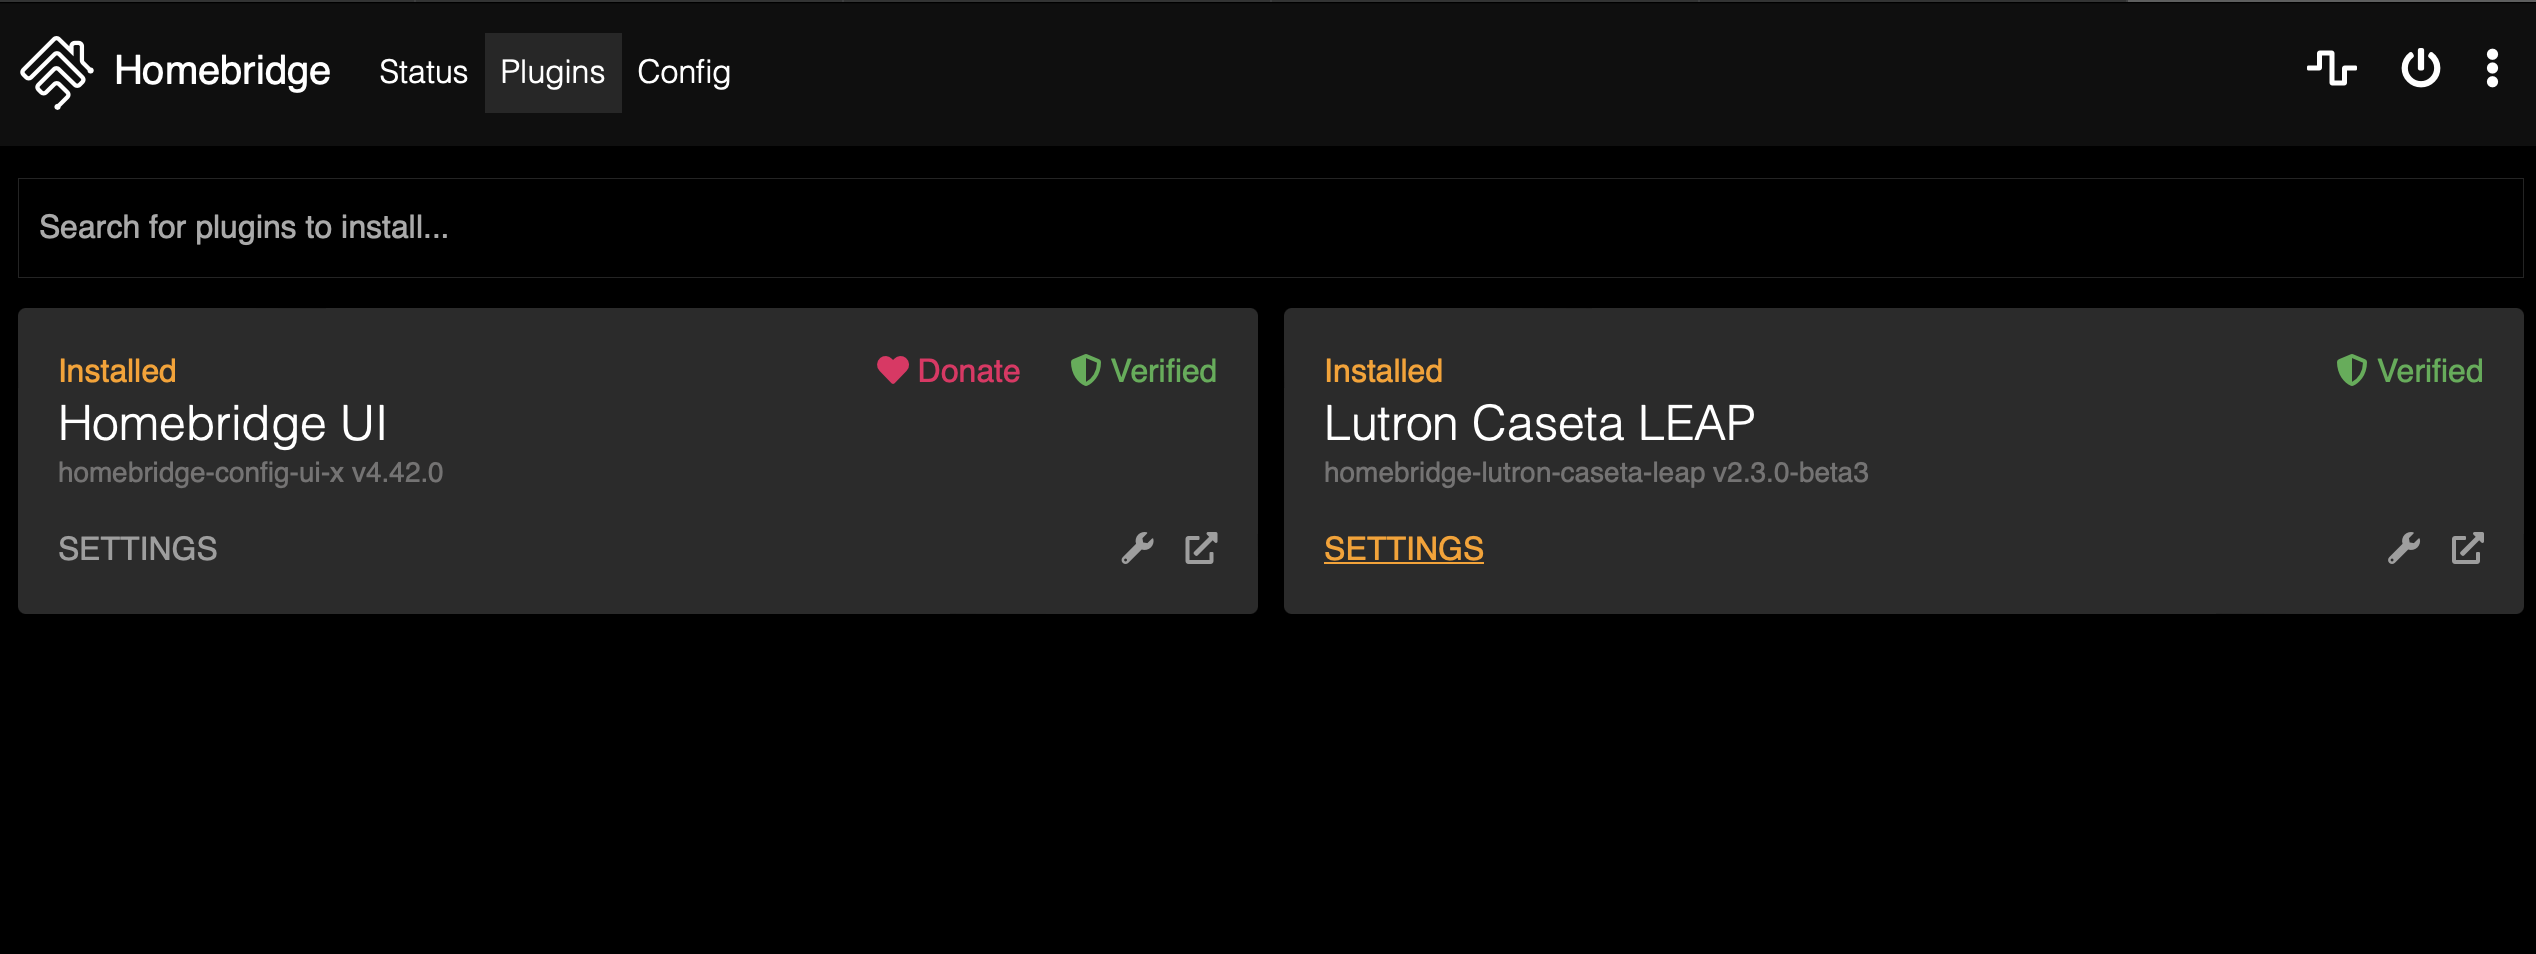 Homebridge Status Plugins Config
Search for plugins to install...
Installed Donate Verified
Homebridge UI
homebridge-config-ui-x v4.42.0
SETTINGS
Installed Verified
Lutron Caseta LEAP
homebridge-lutron-caseta-leap v2.3.0-beta3
SETTINGS